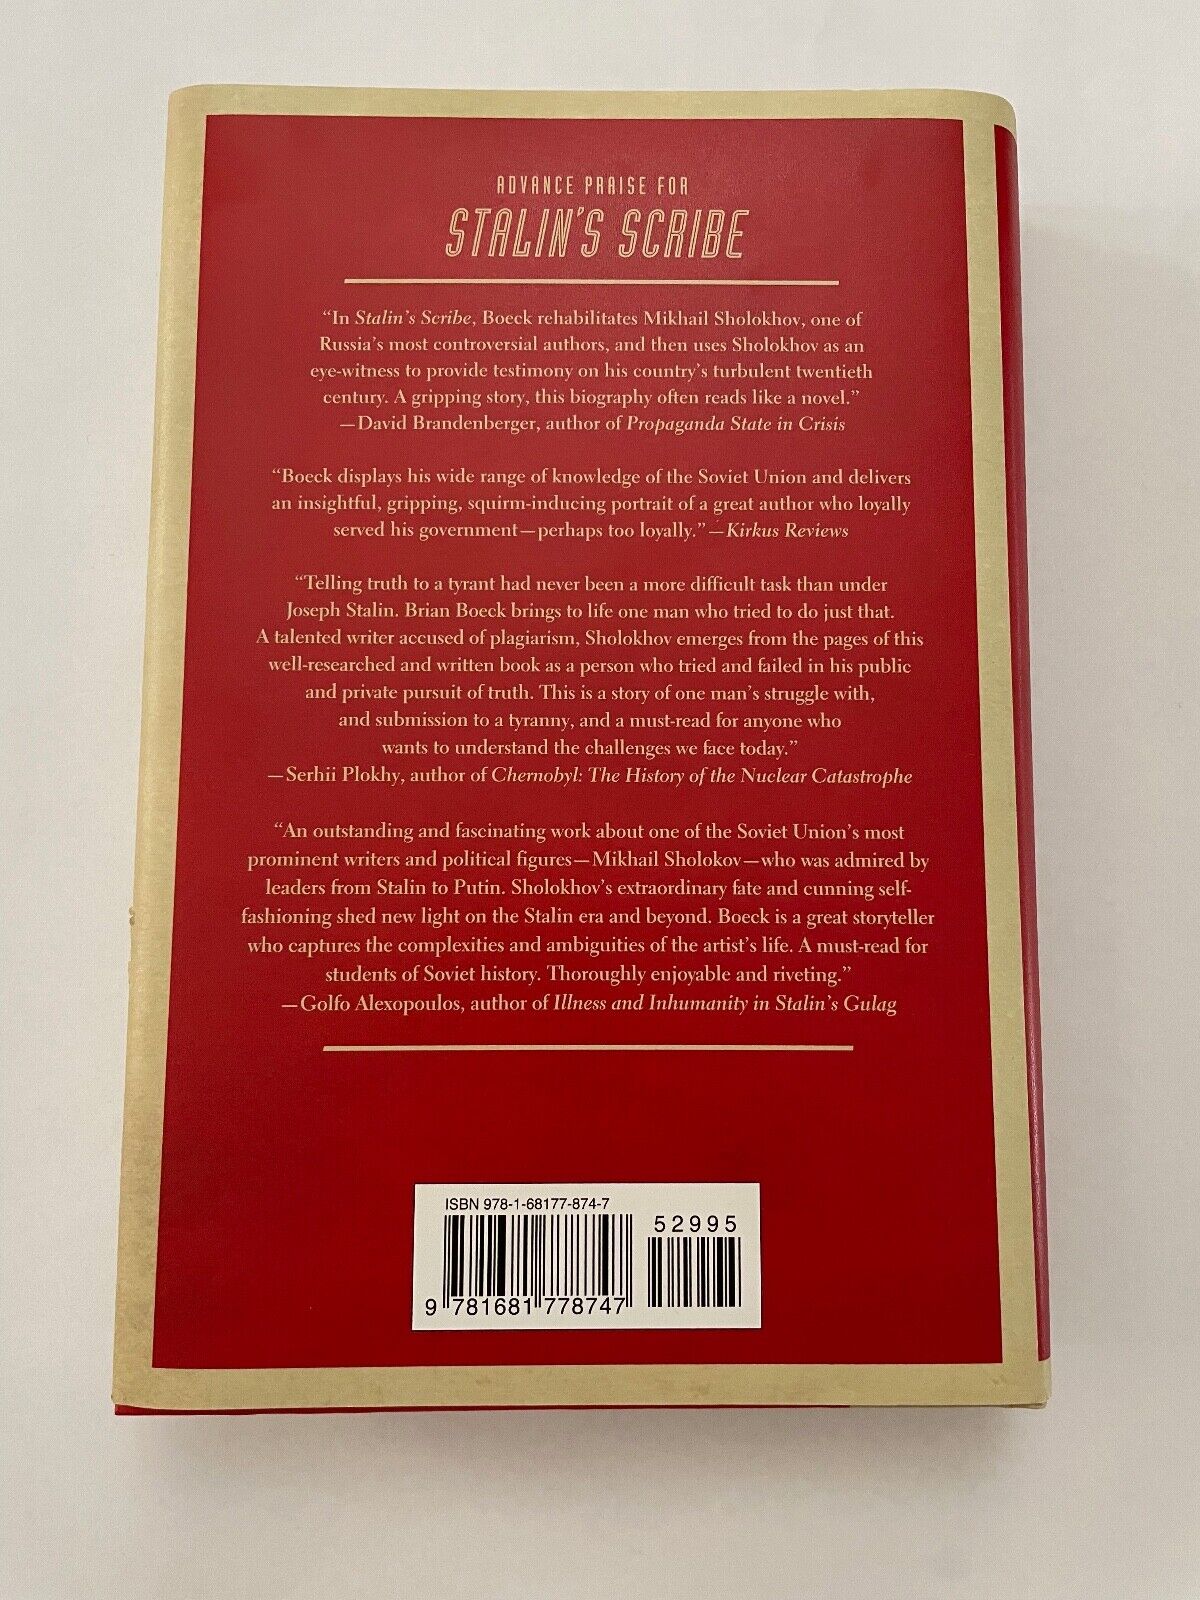 ADVANCE PRAISE FOR
STALIN'S SCRIBE
“In Stalin’s Scribe, Boeck rehabilitates Mikhail Sholokhov, one of
Russia’s most controversial authors, and then uses Sholokhov as an
eye-witness to provide testimony on his country’s turbulent twentieth
century. A gripping story, this biography often reads like a novel.”
—David Brandenberger, author of Propaganda State in Crisis
“Boeck displays his wide range of knowledge of the Soviet Union and delivers
an insightful, gripping, squirm-inducing portrait of a great author who loyally
served his government—perhaps too loyally.”—Kirkus Reviews
“Telling truth to a tyrant had never been a more difficult task than under
Joseph Stalin. Brian Boeck brings to life one man who tried to do just that.
A talented writer accused of plagiarism, Sholokhov emerges from the pages of this
well-researched and written book as a person who tried and failed in his public
and private pursuit of truth. This is a story of one man’s struggle with,
and submission to a tyranny, and a must-read for anyone who
wants to understand the challenges we face today.”
—Serhii Plokhy, author of Chernobyl: The History of the Nuclear Catastrophe
“An outstanding and fascinating work about one of the Soviet Union’s most
prominent writers and political figures—Mikhail Sholokov—who was admired by
leaders from Stalin to Putin. Sholokhov’s extraordinary fate and cunning self-
fashioning shed new light on the Stalin era and beyond. Boeck is a great storyteller
who captures the complexities and ambiguities of the artist’s life. A must-read for
students of Soviet history. Thoroughly enjoyable and riveting.”
—Golfo Alexopoulos, author of Illness and Inhumanity in Stalin’s Gulag
ISBN 978-1-68177-874-7
52995
9 781681 778747